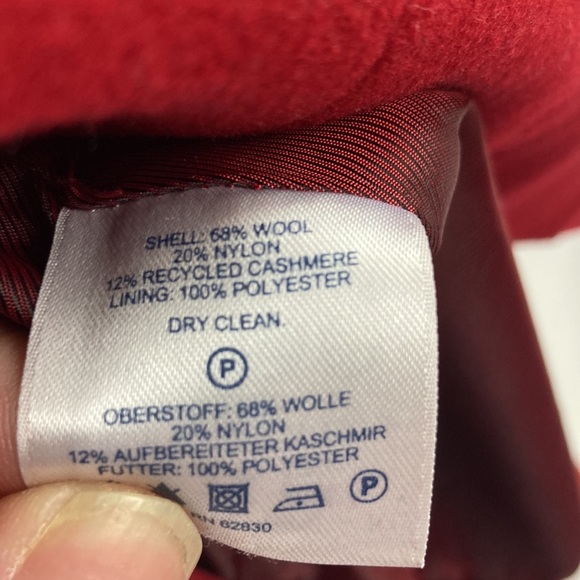 SHELL: 68% WOOL
20% NYLON
12% RECYCLED CASHMERE
LINING: 100% POLYESTER
DRY CLEAN.
P
OBERSTOFF: 68% WOLLE
20% NYLON
12% AUFBEREITETER KASCHMIR
FUTTER: 100% POLYESTER
P
RN 62830